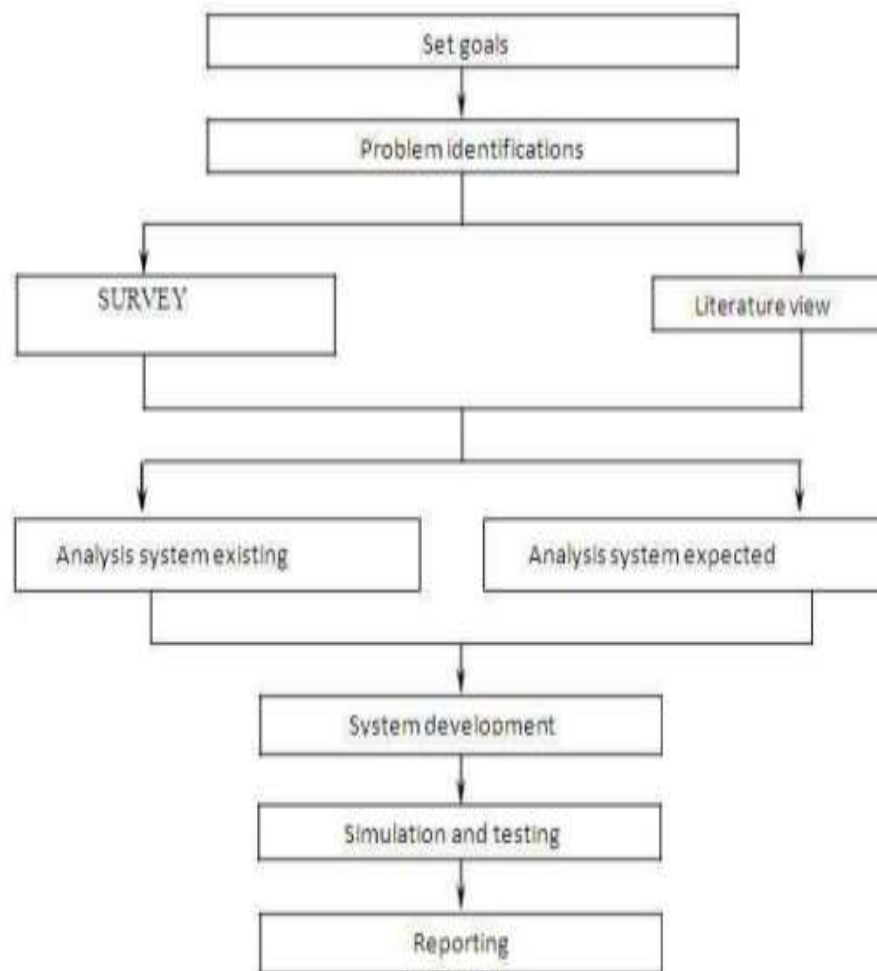 Set goals
Problem identifications
SURVEY
Literature view
Analysis system existing
Analysis system expected
System development
Simulation and testing
Reporting